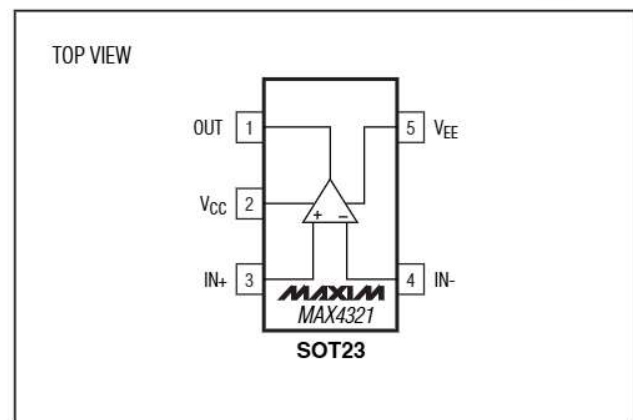 TOP VIEW
OUT 1
5 VEE
VCC 2
+ −
IN+ 3
4 IN-
MAXIM
MAX4321
SOT23